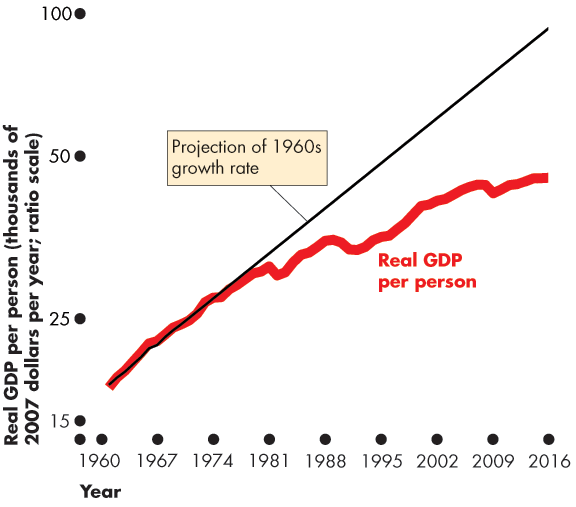 100
50
25
15
Real GDP per person (thousands of
2007 dollars per year; ratio scale)
Projection of 1960s
growth rate
Real GDP
per person
1960 1967 1974 1981 1988 1995 2002 2009 2016
Year